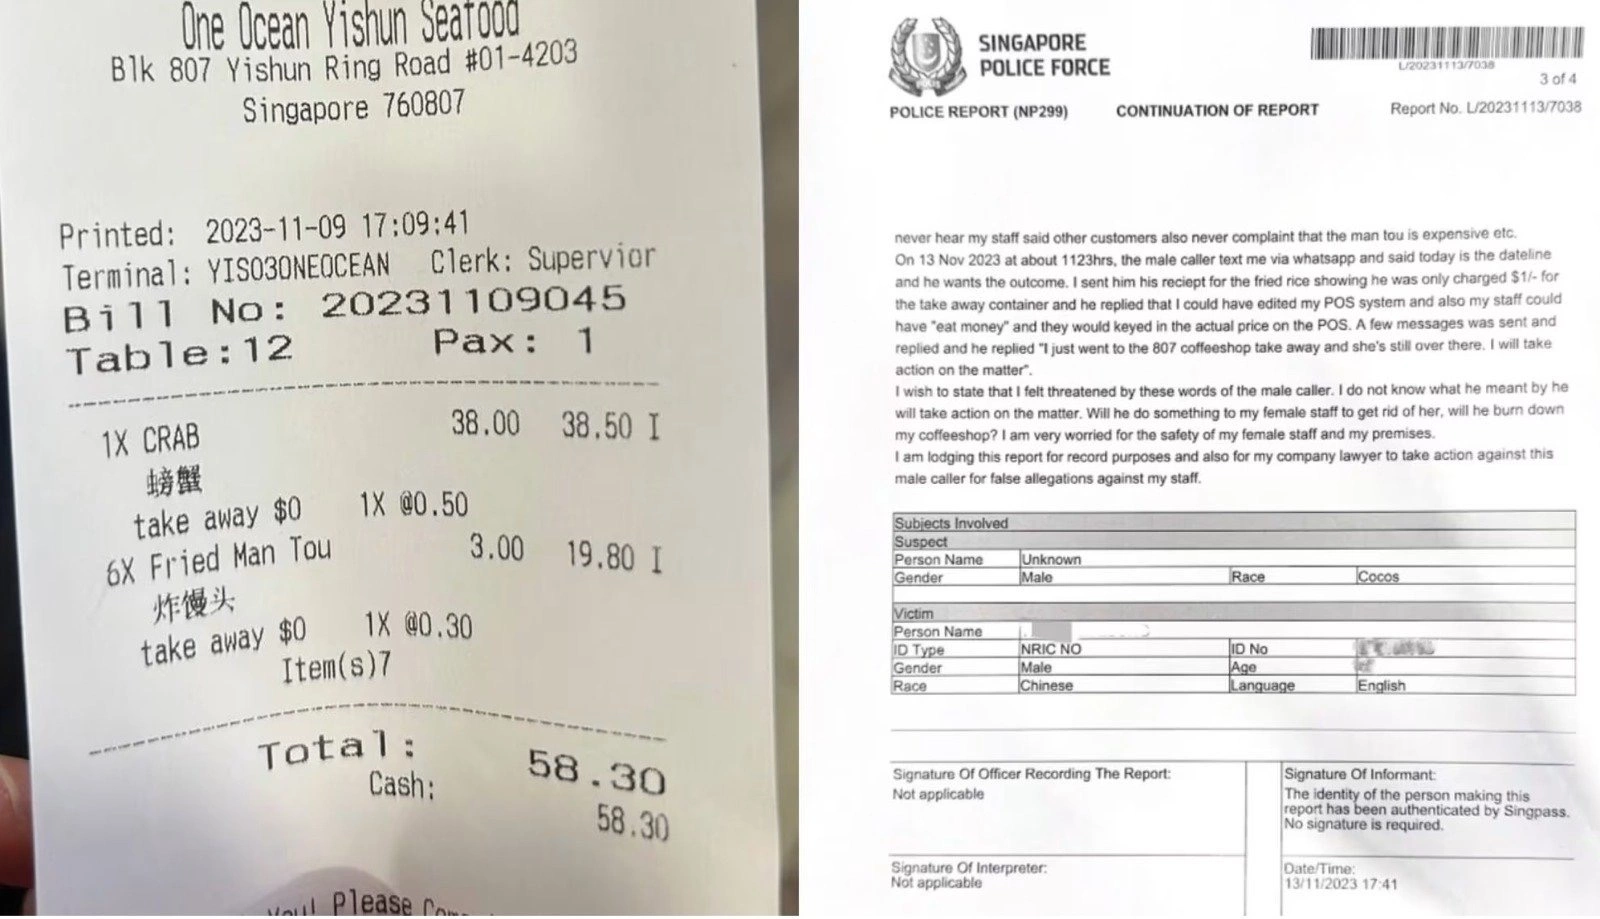 One Ocean Yishun Seafood
Blk 807 Yishun Ring Road #01-4203
Singapore 760807
Printed: 2023-11-09 17:09:41
Terminal: YISO3ONEOCEAN Clerk: Supervior
Bill No: 20231109045
Table:12 Pax: 1
1X CRAB 38.00 38.50 I
螃蟹
take away $0 1X @0.50
6X Fried Man Tou 3.00 19.80 I
炸馒头
take away $0 1X @0.30
Item(s)7
Total: 58.30
Cash: 58.30
You! Please
SINGAPORE
POLICE FORCE
L/20231113/7038
3 of 4
POLICE REPORT (NP299) CONTINUATION OF REPORT Report No. L/20231113/7038
never hear my staff said other customers also never complaint that the man tou is expensive etc.
On 13 Nov 2023 at about 1123hrs, the male caller text me via whatsapp and said today is the dateline
and he wants the outcome. I sent him his reciept for the fried rice showing he was only charged $1/- for
the take away container and he replied that I could have edited my POS system and also my staff could
have "eat money" and they would keyed in the actual price on the POS. A few messages was sent and
replied and he replied "I just went to the 807 coffeeshop take away and she's still over there. I will take
action on the matter".
I wish to state that I felt threatened by these words of the male caller. I do not know what he meant by he
will take action on the matter. Will he do something to my female staff to get rid of her, will he burn down
my coffeeshop? I am very worried for the safety of my female staff and my premises.
I am lodging this report for record purposes and also for my company lawyer to take action against this
male caller for false allegations against my staff.
Subjects Involved
Suspect
Person Name Unknown
Gender Male Race Cocos
Victim
Person Name
ID Type NRIC NO ID No
Gender Male Age
Race Chinese Language English
Signature Of Officer Recording The Report:
Not applicable
Signature Of Informant:
The identity of the person making this
report has been authenticated by Singpass.
No signature is required.
Signature Of Interpreter:
Not applicable
Date/Time:
13/11/2023 17:41